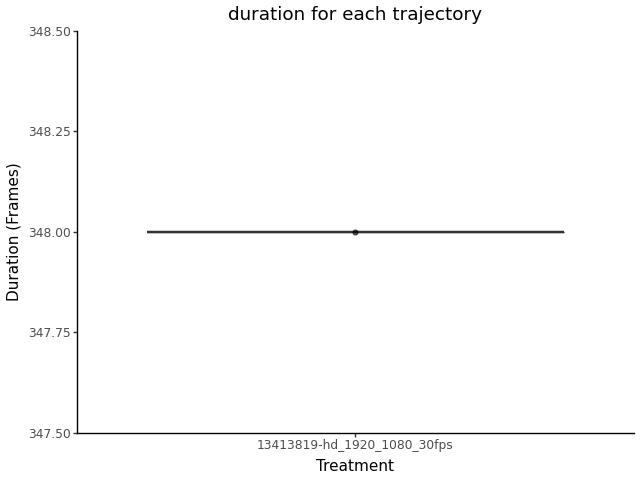 duration for each trajectory
348.50
348.25
348.00
347.75
347.50
Duration (Frames)
13413819-hd_1920_1080_30fps
Treatment